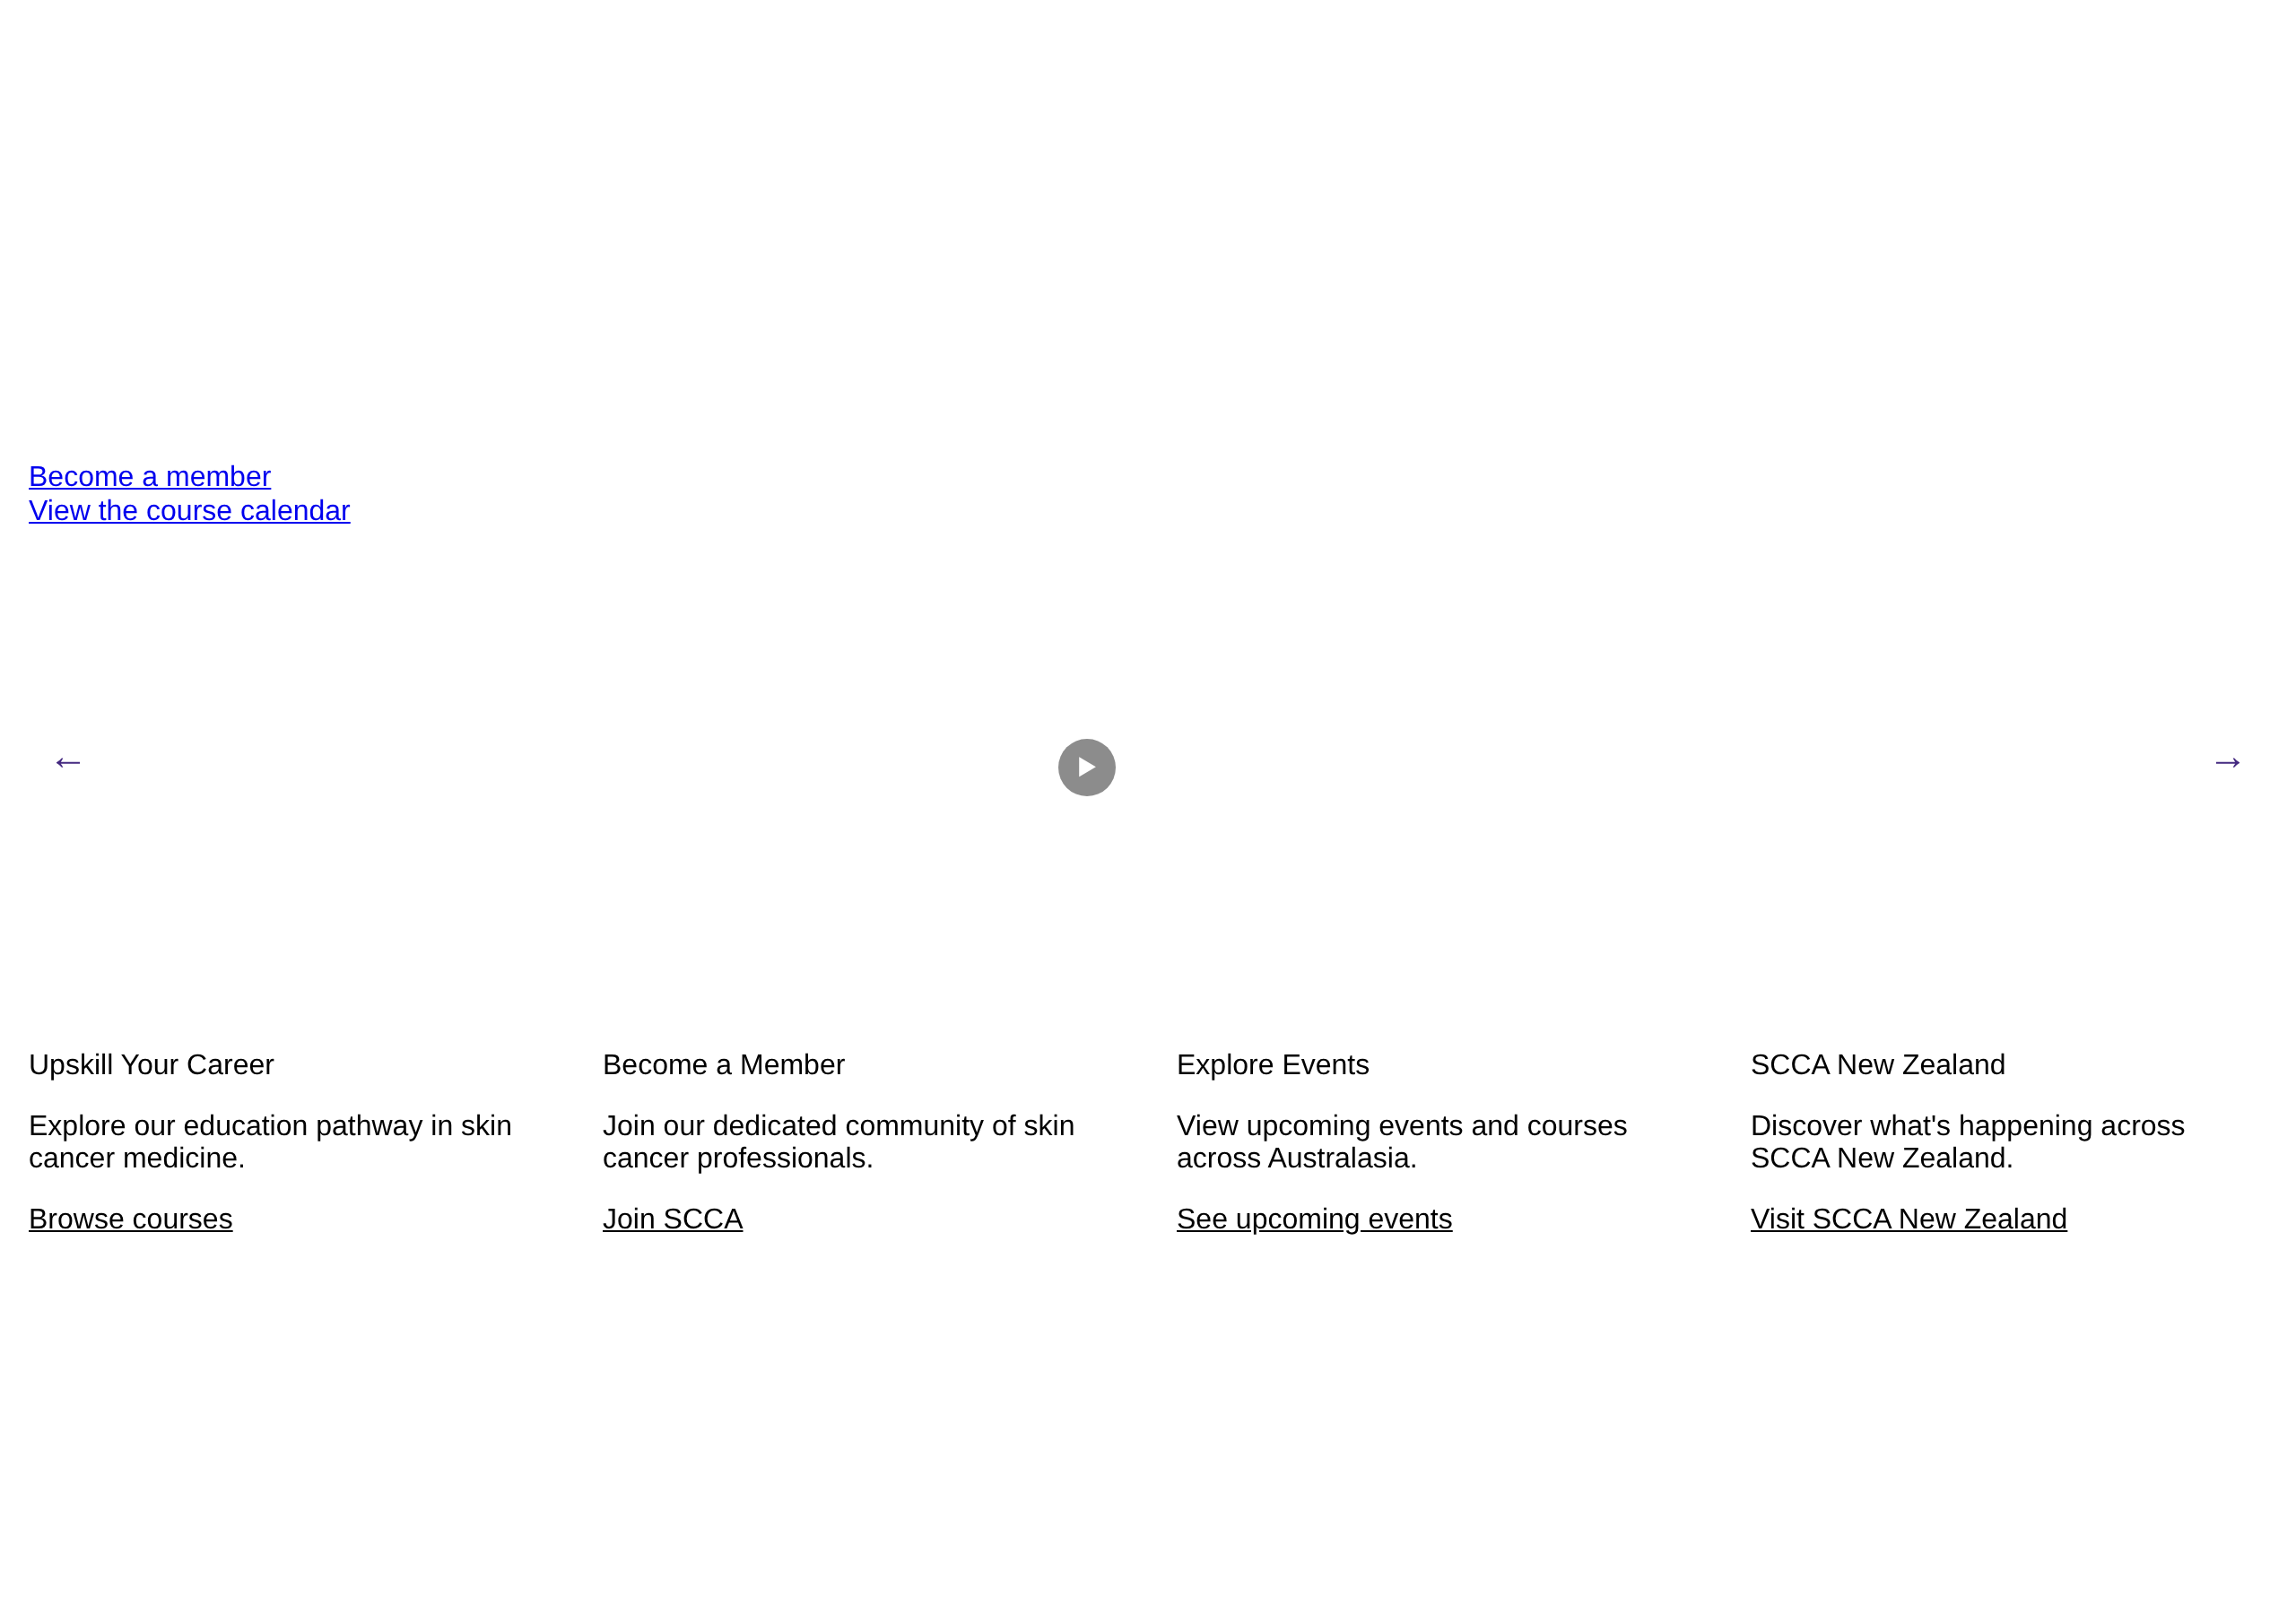 Become a member
View the course calendar
← →
Upskill Your Career
Explore our education pathway in skin
cancer medicine.
Browse courses
Become a Member
Join our dedicated community of skin
cancer professionals.
Join SCCA
Explore Events
View upcoming events and courses
across Australasia.
See upcoming events
SCCA New Zealand
Discover what's happening across
SCCA New Zealand.
Visit SCCA New Zealand